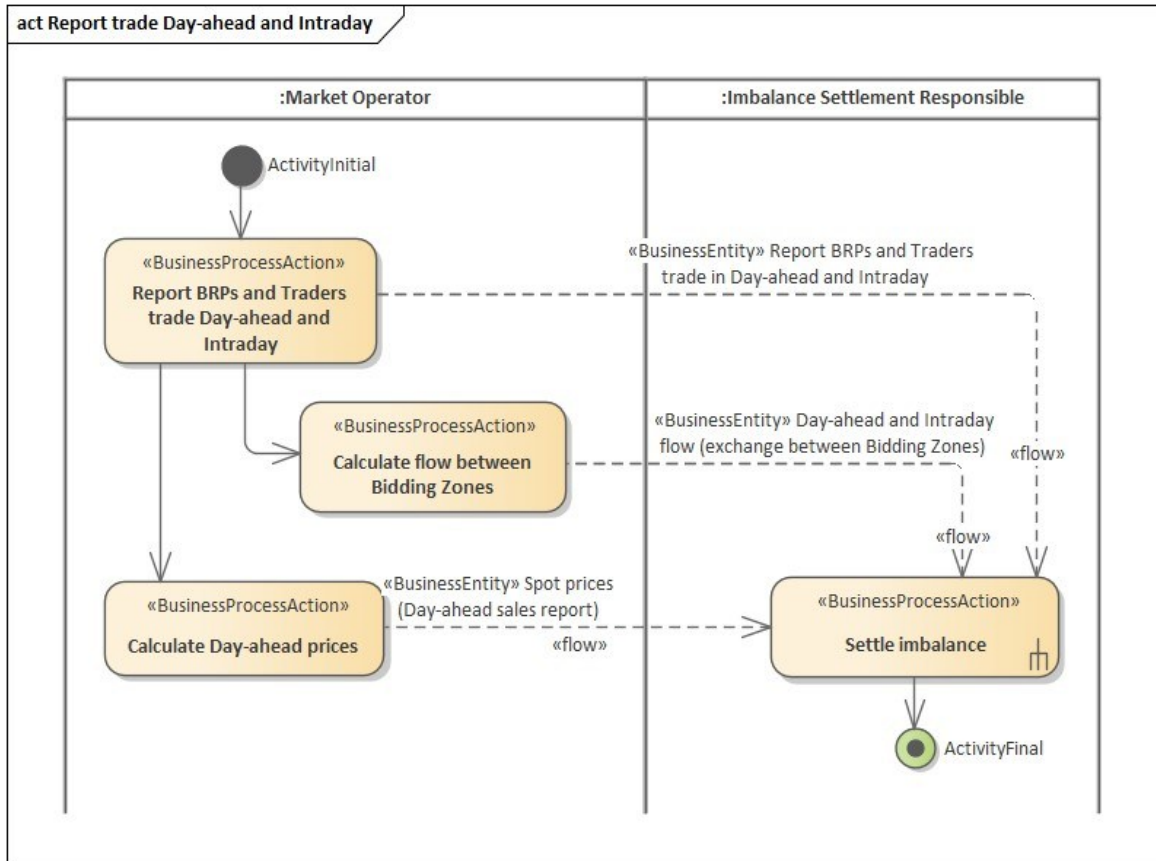 act Report trade Day-ahead and Intraday
:Market Operator
:Imbalance Settlement Responsible
ActivityInitial
«BusinessProcessAction»
Report BRPs and Traders
trade Day-ahead and
Intraday
«BusinessEntity» Report BRPs and Traders
trade in Day-ahead and Intraday
«flow»
«BusinessProcessAction»
Calculate flow between
Bidding Zones
«BusinessEntity» Day-ahead and Intraday
flow (exchange between Bidding Zones)
«flow»
«BusinessProcessAction»
Calculate Day-ahead prices
«BusinessEntity» Spot prices
(Day-ahead sales report)
«flow»
«BusinessProcessAction»
Settle imbalance
ActivityFinal